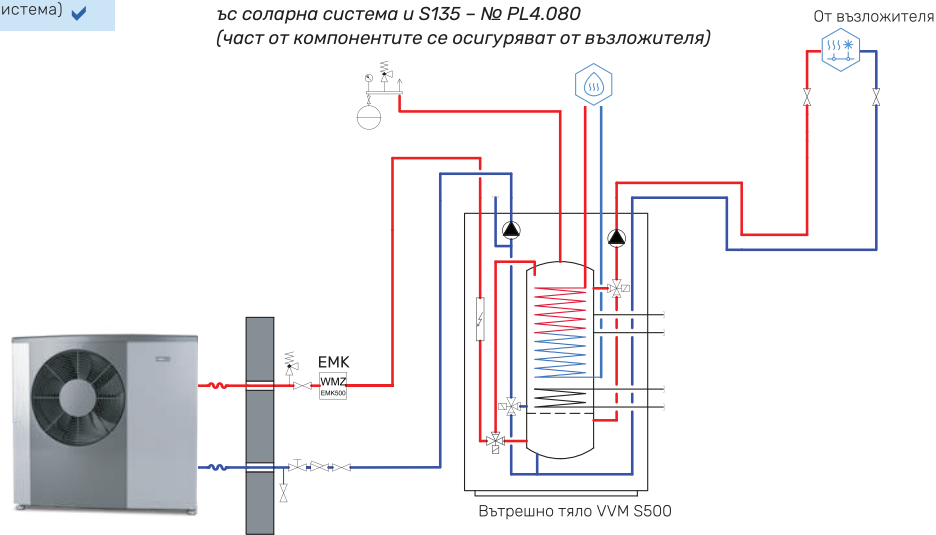 истема)
ъс соларна система и S135 – № PL4.080
(част от компонентите се осигуряват от възложителя)
От възложителя
EMK
WMZ
EMK500
Вътрешно тяло VVM S500